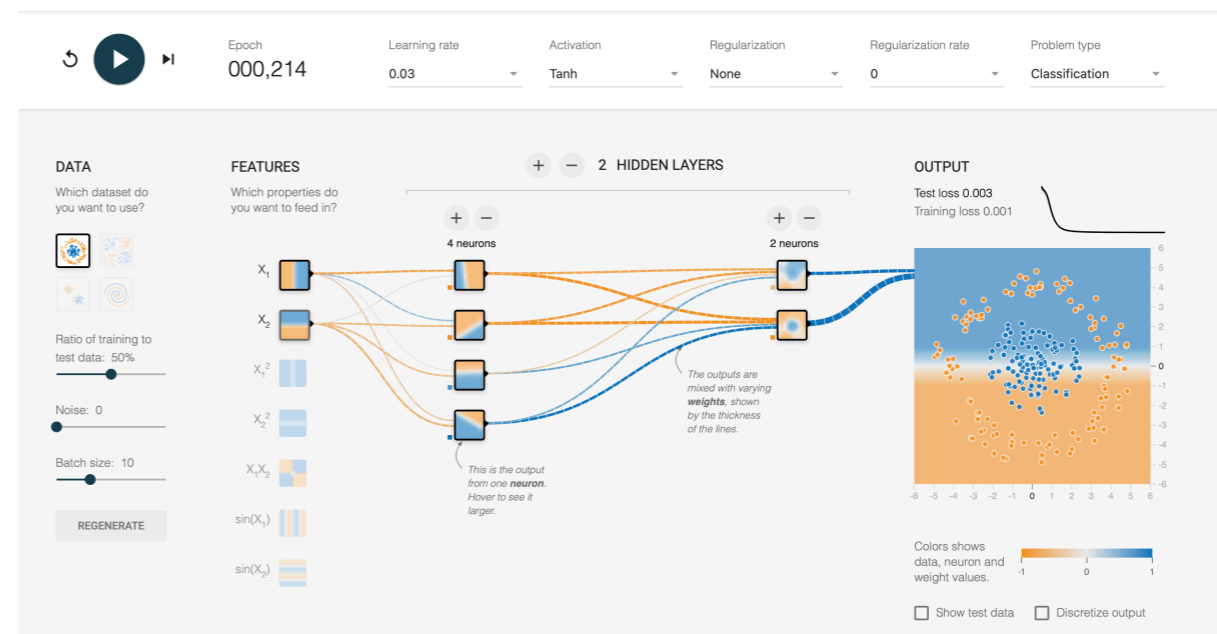 Epoch
000,214
Learning rate
0.03
Activation
Tanh
Regularization
None
Regularization rate
0
Problem type
Classification
DATA
Which dataset do
you want to use?
Ratio of training to
test data: 50%
Noise: 0
Batch size: 10
REGENERATE
FEATURES
Which properties do
you want to feed in?
X1
X2
X1²
X2²
X1X2
sin(X1)
sin(X2)
+ − 2 HIDDEN LAYERS
+ −
4 neurons
+ −
2 neurons
This is the output
from one neuron.
Hover to see it
larger.
The outputs are
mixed with varying
weights, shown
by the thickness
of the lines.
OUTPUT
Test loss 0.003
Training loss 0.001
6
5
4
3
2
1
0
-1
-2
-3
-4
-5
-6
-6 -5 -4 -3 -2 -1 0 1 2 3 4 5 6
Colors shows
data, neuron and
weight values.
-1 0 1
Show test data
Discretize output